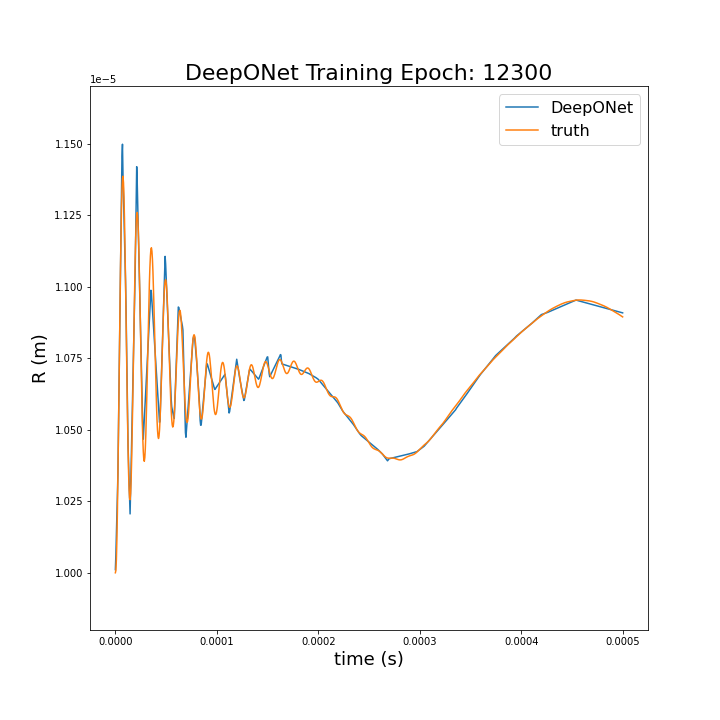 DeepONet Training Epoch: 12300
1e−5
DeepONet
truth
1.150
1.125
1.100
1.075
1.050
1.025
1.000
R (m)
0.0000
0.0001
0.0002
0.0003
0.0004
0.0005
time (s)